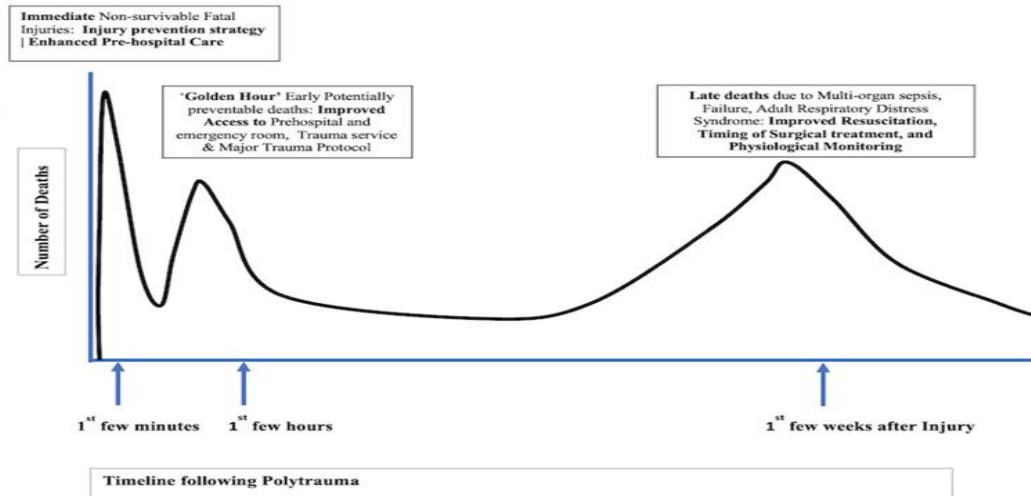 Immediate Non-survivable Fatal
Injuries: Injury prevention strategy
| Enhanced Pre-hospital Care
'Golden Hour' Early Potentially
preventable deaths: Improved
Access to Prehospital and
emergency room, Trauma service
& Major Trauma Protocol
Late deaths due to Multi-organ sepsis,
Failure, Adult Respiratory Distress
Syndrome: Improved Resuscitation,
Timing of Surgical treatment, and
Physiological Monitoring
Number of Deaths
1st few minutes
1st few hours
1st few weeks after Injury
Timeline following Polytrauma